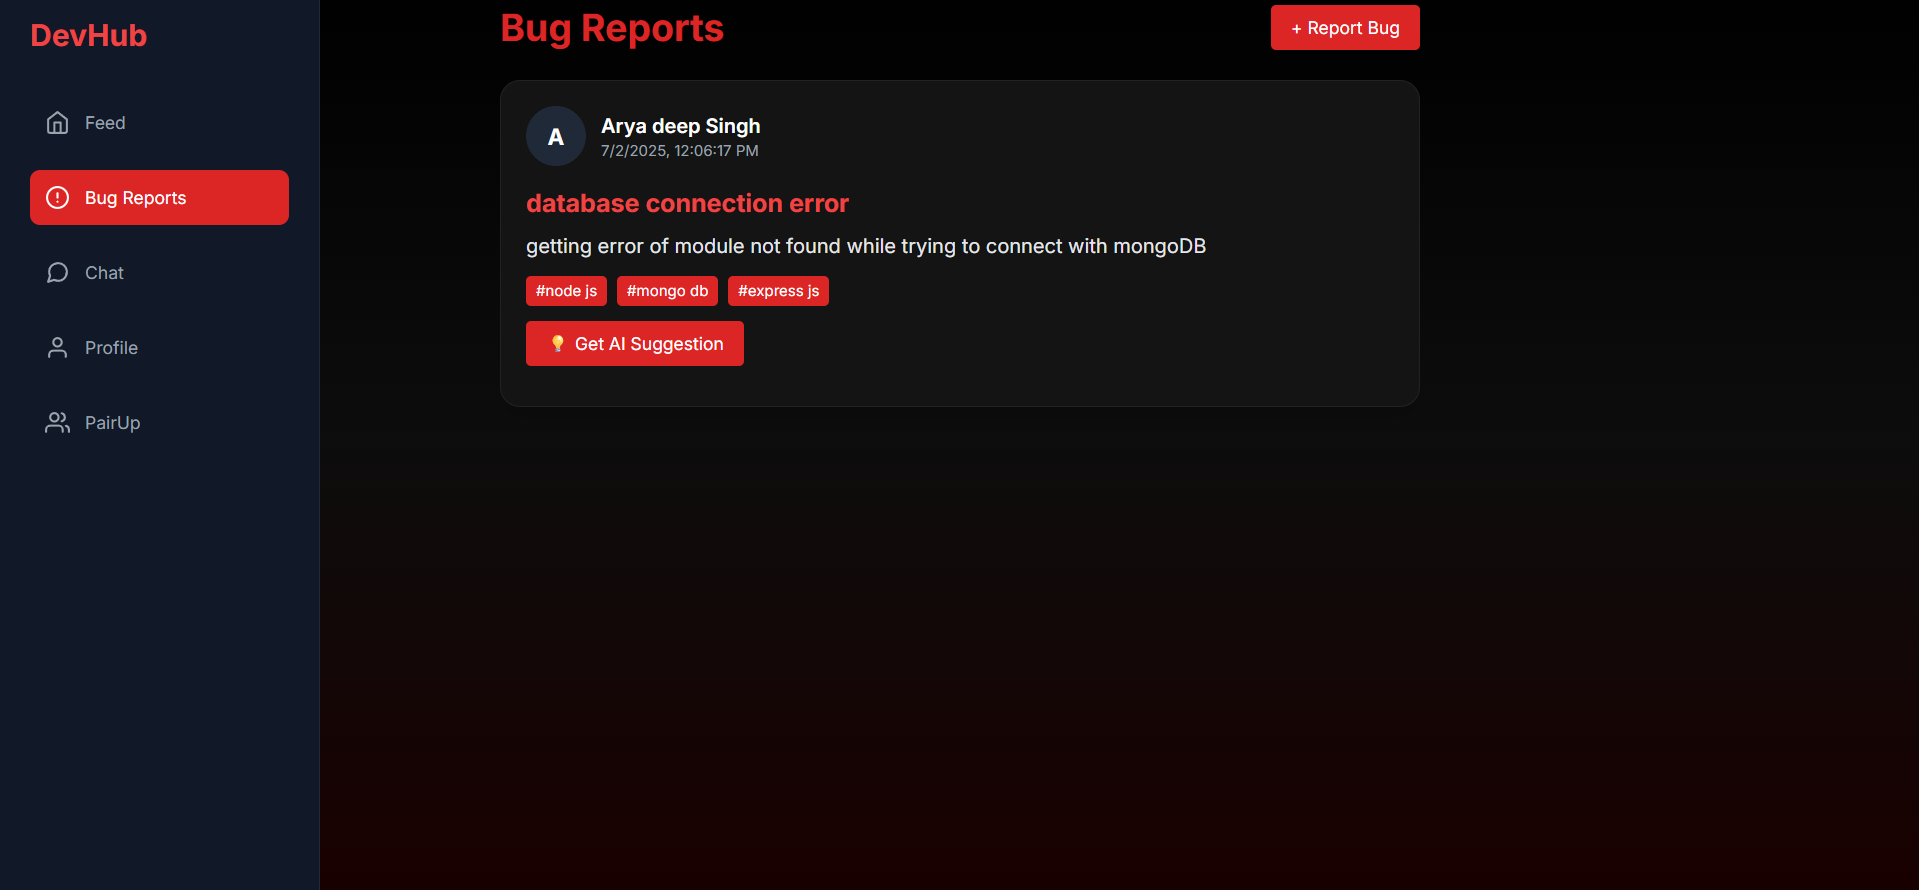 DevHub
Feed
Bug Reports
Chat
Profile
PairUp
Bug Reports
+ Report Bug
A
Arya deep Singh
7/2/2025, 12:06:17 PM
database connection error
getting error of module not found while trying to connect with mongoDB
#node js #mongo db #express js
💡 Get AI Suggestion